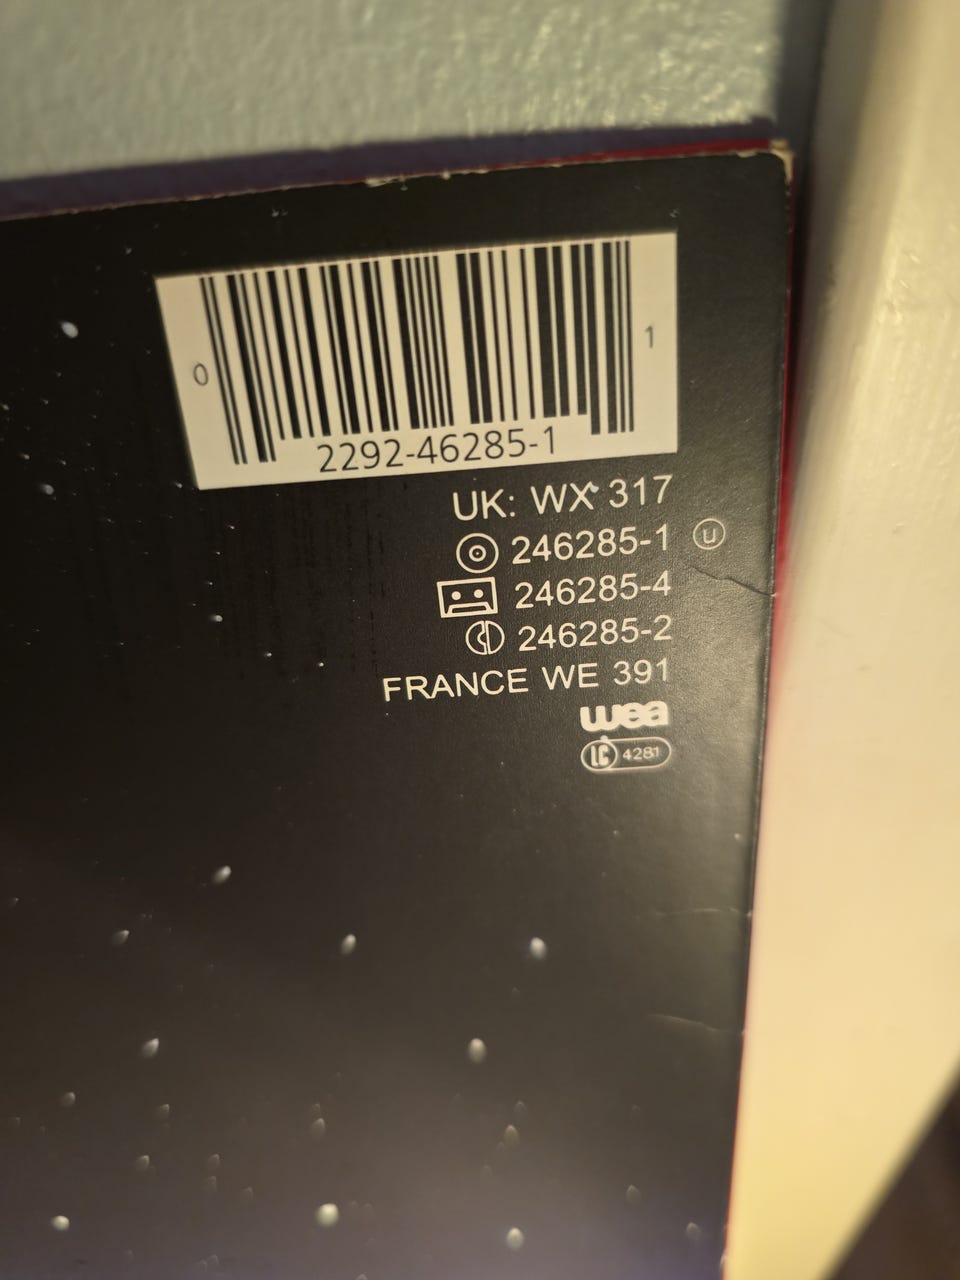 0 1
2292-46285-1
UK: WX 317
246285-1 U
246285-4
246285-2
FRANCE WE 391
wea
LC 4281